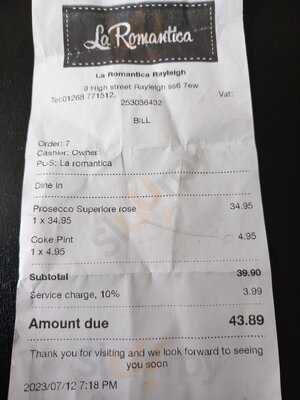 La Romantica
La Romantica Rayleigh
9 High street Rayleigh ss6 7ew
Tel:01268 771512, Vat:
253036432
BILL
Order: 7
Cashier: Owner
POS: La romantica
Dine in
Prosecco Superiore rose 34.95
1 x 34.95
Coke Pint 4.95
1 x 4.95
Subtotal 39.90
Service charge, 10% 3.99
Amount due 43.89
Thank you for visiting and we look forward to seeing
you soon
2023/07/12 7:18 PM